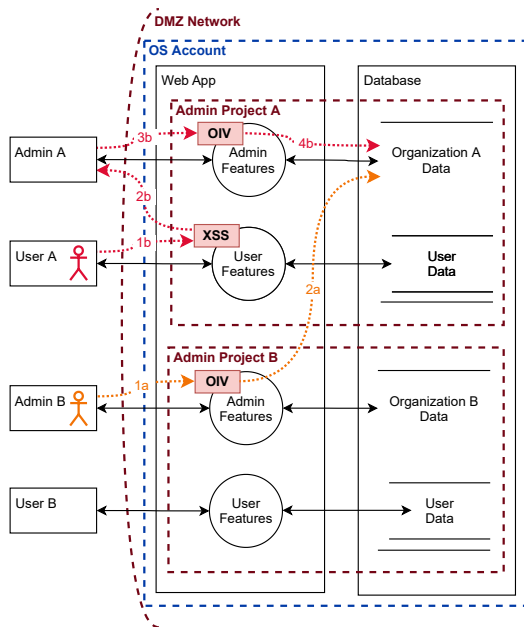 DMZ Network
OS Account
Web App
Database
Admin Project A
3b
OIV
4b
Admin A
Admin
Features
Organization A
Data
2b
XSS
1b
User A
User
Features
User
Data
2a
Admin Project B
1a
OIV
Admin B
Admin
Features
Organization B
Data
User B
User
Features
User
Data